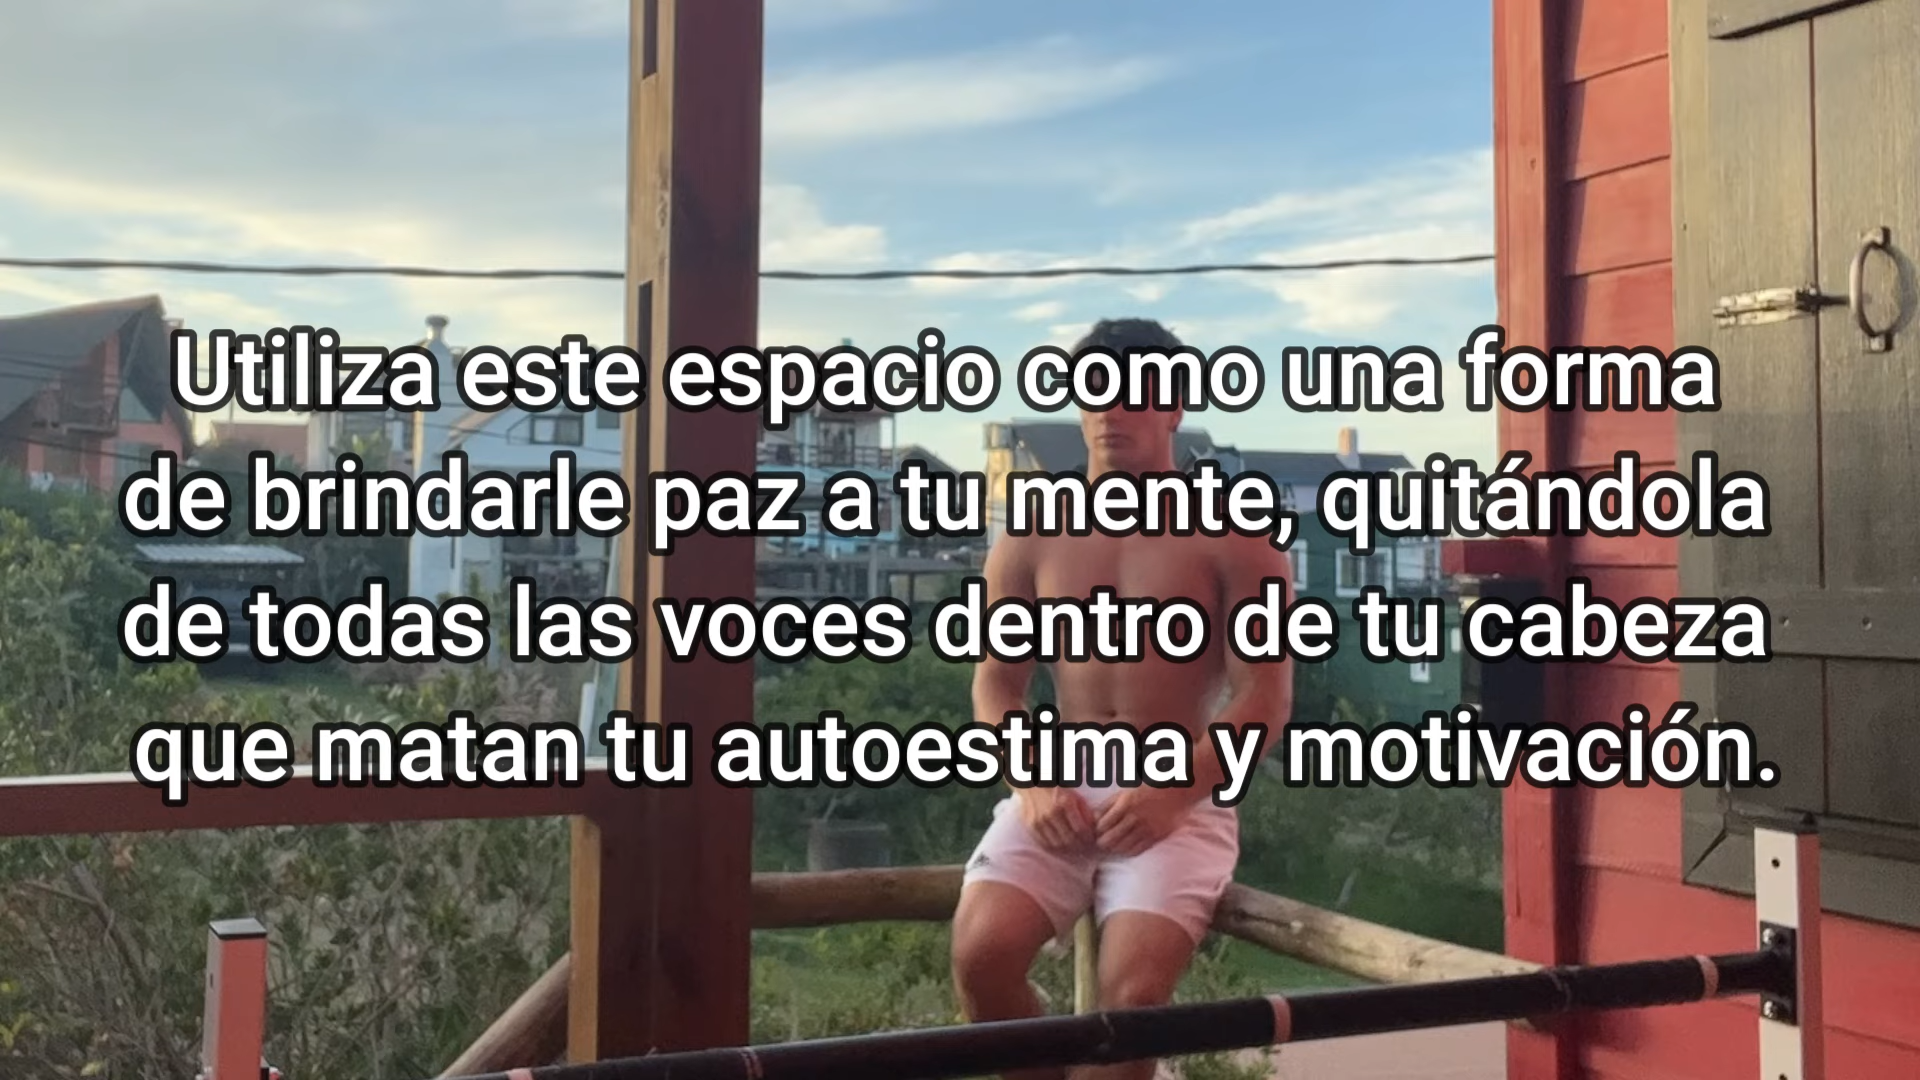 Utiliza este espacio como una forma
de brindarle paz a tu mente, quitándola
de todas las voces dentro de tu cabeza
que matan tu autoestima y motivación.